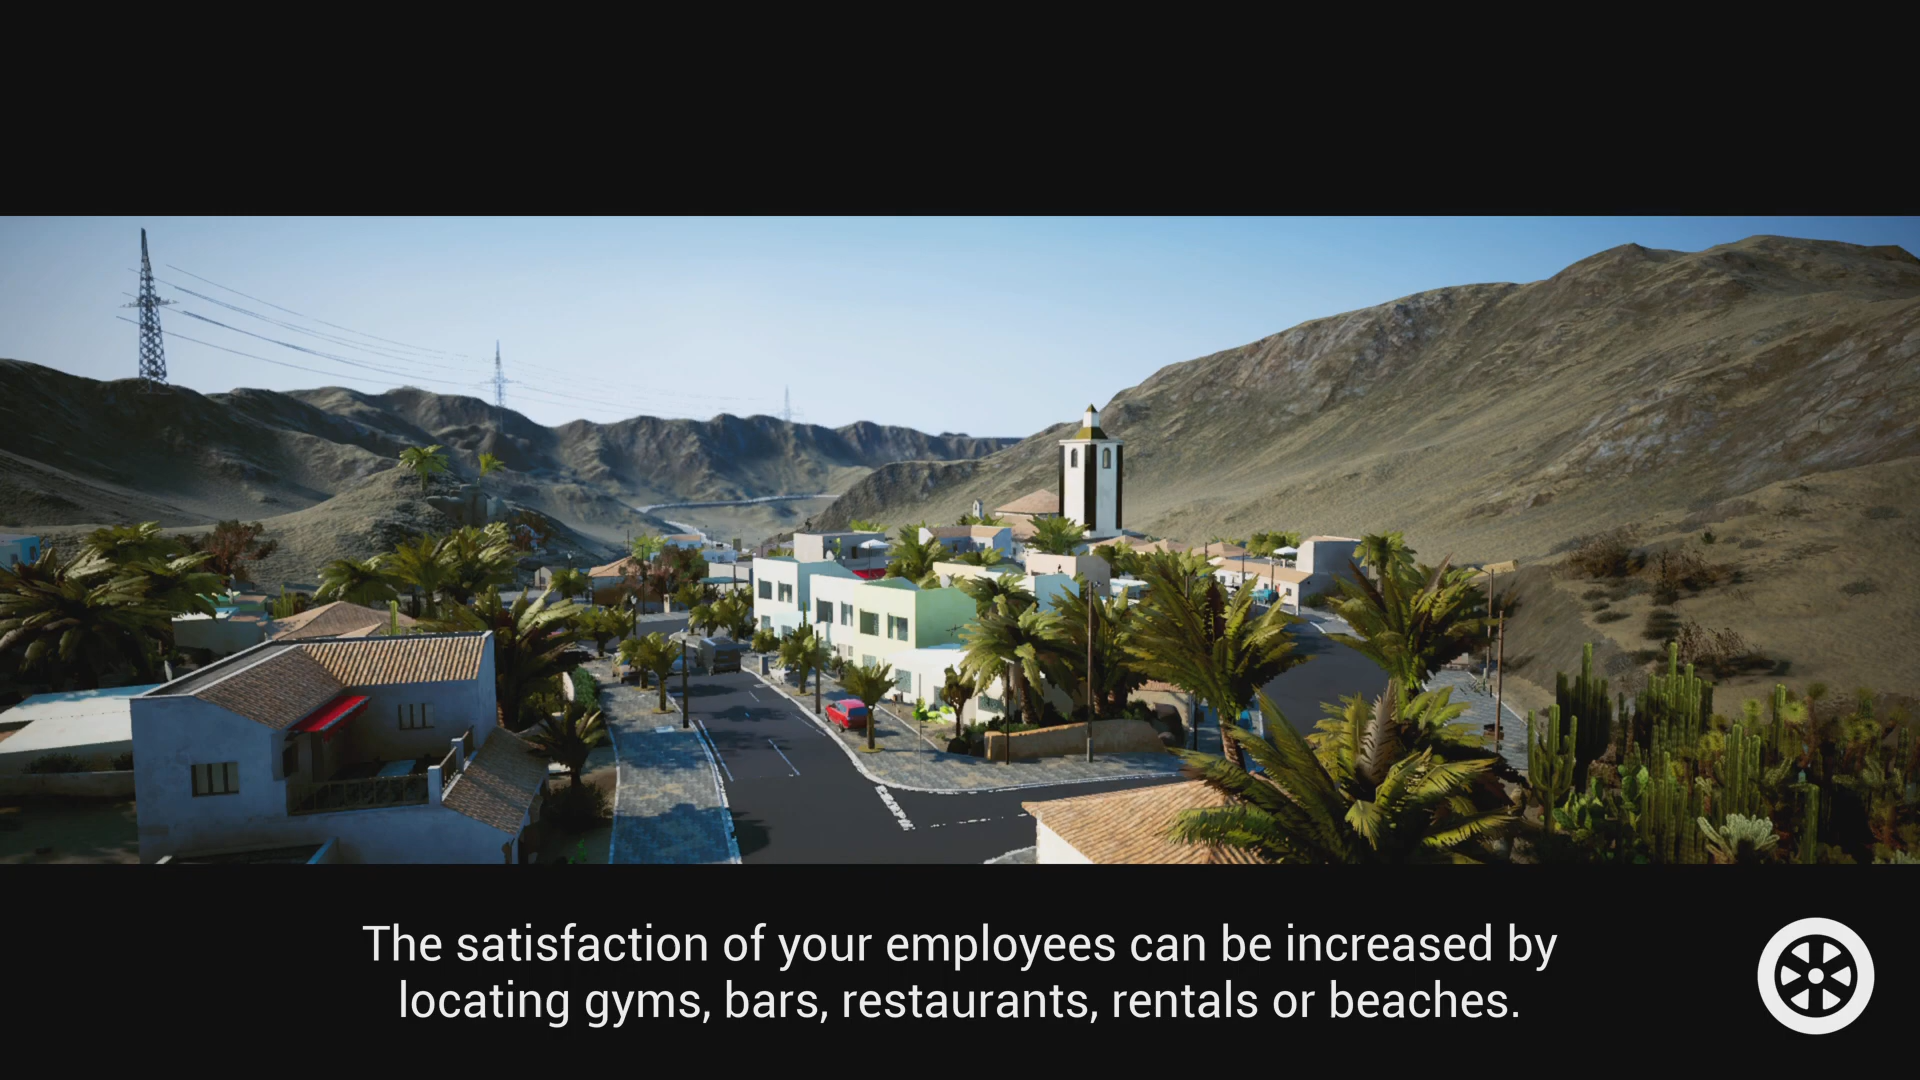 The satisfaction of your employees can be increased by
locating gyms, bars, restaurants, rentals or beaches.